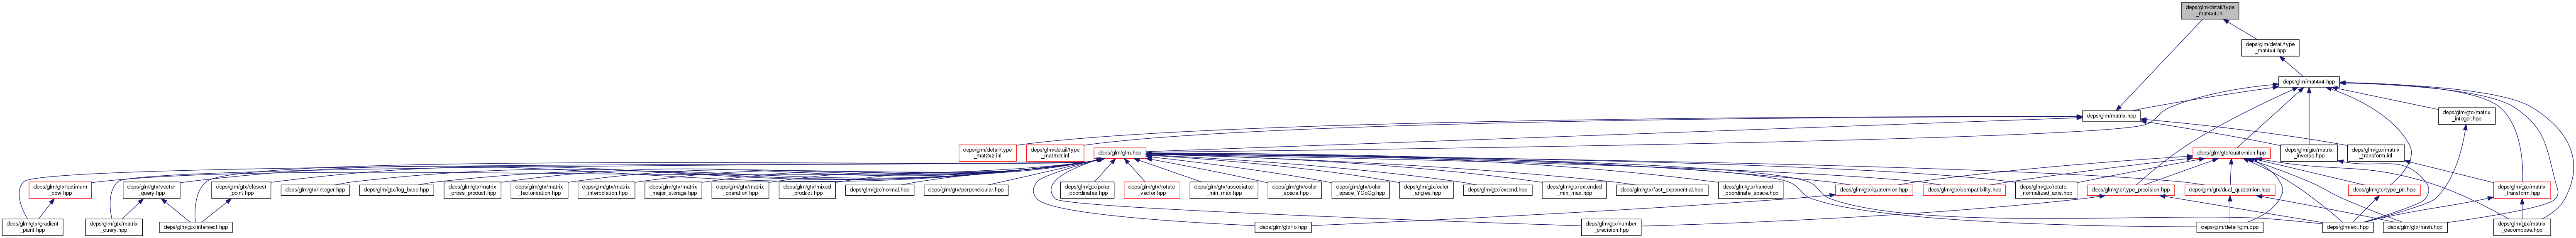 deps/glm/detail/type
_mat4x4.inl
deps/glm/detail/type
_mat4x4.hpp
deps/glm/mat4x4.hpp
deps/glm/matrix.hpp
deps/glm/gtc/matrix
_integer.hpp
deps/glm/detail/type
_mat2x2.inl
deps/glm/detail/type
_mat3x3.inl
deps/glm/glm.hpp
deps/glm/gtc/quaternion.hpp
deps/glm/gtc/matrix
_inverse.hpp
deps/glm/gtc/matrix
_transform.inl
deps/glm/gtx/optimum
_pow.hpp
deps/glm/gtx/vector
_query.hpp
deps/glm/gtx/closest
_point.hpp
deps/glm/gtx/integer.hpp
deps/glm/gtx/log_base.hpp
deps/glm/gtx/matrix
_cross_product.hpp
deps/glm/gtx/matrix
_factorisation.hpp
deps/glm/gtx/matrix
_interpolation.hpp
deps/glm/gtx/matrix
_major_storage.hpp
deps/glm/gtx/matrix
_operation.hpp
deps/glm/gtx/mixed
_product.hpp
deps/glm/gtx/normal.hpp
deps/glm/gtx/perpendicular.hpp
deps/glm/gtx/polar
_coordinates.hpp
deps/glm/gtx/rotate
_vector.hpp
deps/glm/gtx/associated
_min_max.hpp
deps/glm/gtx/color
_space.hpp
deps/glm/gtx/color
_space_YCoCg.hpp
deps/glm/gtx/euler
_angles.hpp
deps/glm/gtx/extend.hpp
deps/glm/gtx/extended
_min_max.hpp
deps/glm/gtx/fast_exponential.hpp
deps/glm/gtx/handed
_coordinate_space.hpp
deps/glm/gtx/quaternion.hpp
deps/glm/gtx/compatibility.hpp
deps/glm/gtx/rotate
_normalized_axis.hpp
deps/glm/gtc/type_precision.hpp
deps/glm/gtx/dual_quaternion.hpp
deps/glm/gtc/type_ptr.hpp
deps/glm/gtc/matrix
_transform.hpp
deps/glm/gtx/gradient
_paint.hpp
deps/glm/gtx/matrix
_query.hpp
deps/glm/gtx/intersect.hpp
deps/glm/gtx/io.hpp
deps/glm/gtx/number
_precision.hpp
deps/glm/detail/glm.cpp
deps/glm/ext.hpp
deps/glm/gtx/hash.hpp
deps/glm/gtx/matrix
_decompose.hpp